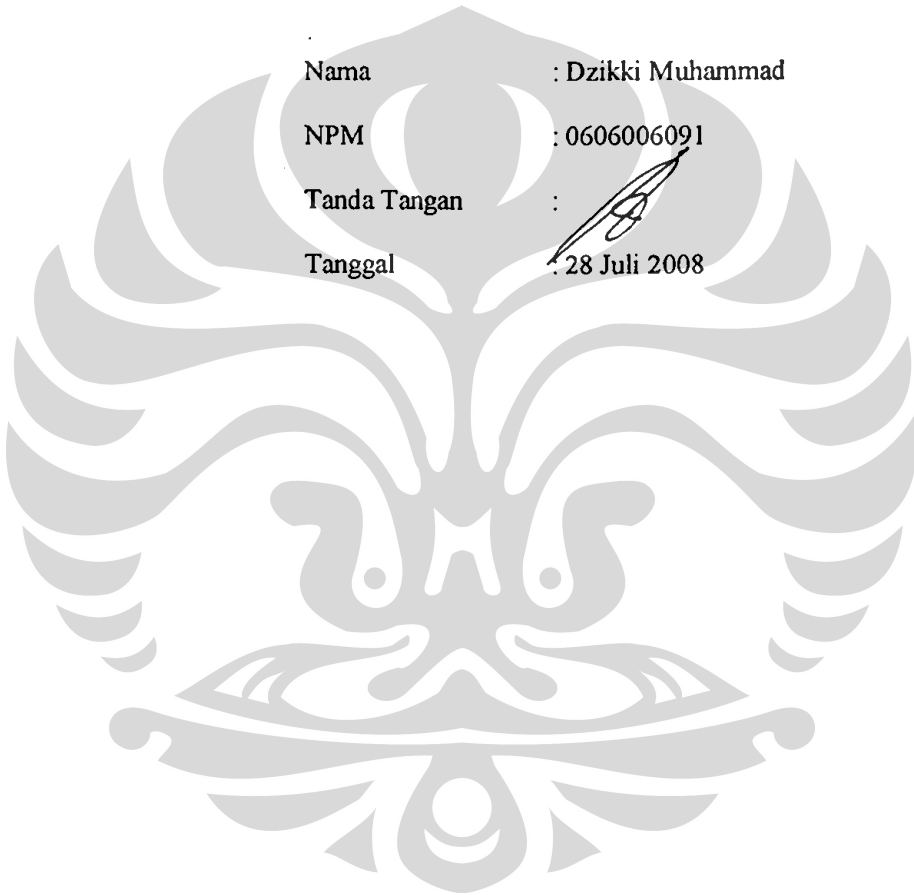 Nama : Dzikki Muhammad
NPM : 0606006091
Tanda Tangan :
Tanggal : 28 Juli 2008